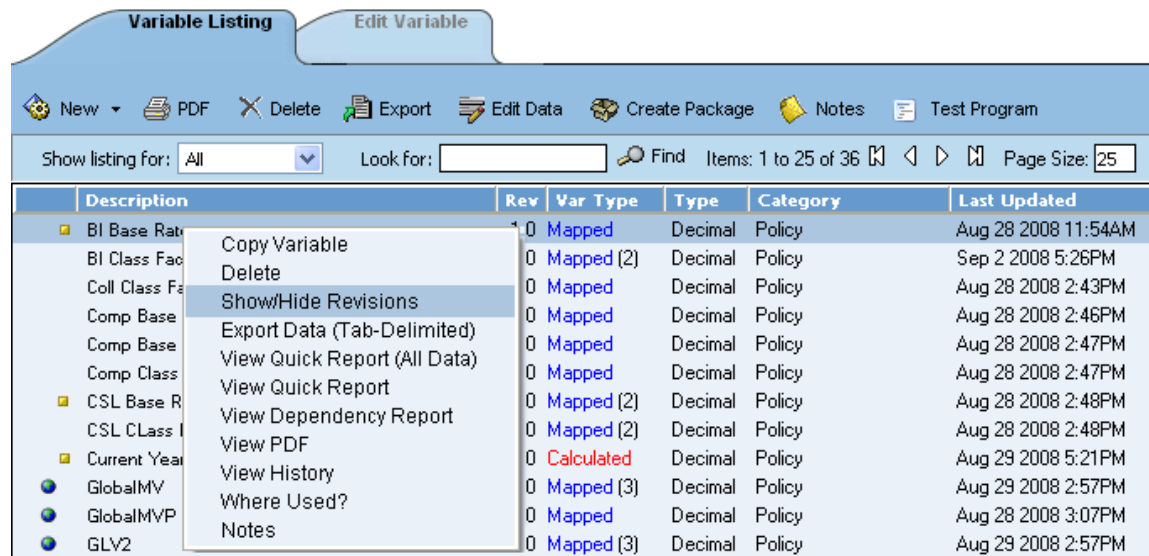 Variable Listing Edit Variable
New PDF Delete Export Edit Data Create Package Notes Test Program
Show listing for: All Look for: Find Items: 1 to 25 of 36 Page Size: 25
Description Rev Var Type Type Category Last Updated
BI Base Rate 1.0 Mapped Decimal Policy Aug 28 2008 11:54AM
BI Class Fac 0 Mapped (2) Decimal Policy Sep 2 2008 5:26PM
Coll Class Fa 0 Mapped Decimal Policy Aug 28 2008 2:43PM
Comp Base 0 Mapped Decimal Policy Aug 28 2008 2:46PM
Comp Base 0 Mapped Decimal Policy Aug 28 2008 2:47PM
Comp Class 0 Mapped Decimal Policy Aug 28 2008 2:47PM
CSL Base R 0 Mapped (2) Decimal Policy Aug 28 2008 2:48PM
CSL CLass 0 Mapped (2) Decimal Policy Aug 28 2008 2:48PM
Current Year 0 Calculated Decimal Policy Aug 29 2008 5:21PM
GlobalMV 0 Mapped (3) Decimal Policy Aug 29 2008 2:57PM
GlobalMVP 0 Mapped Decimal Policy Aug 28 2008 3:07PM
GLV2 0 Mapped (3) Decimal Policy Aug 29 2008 2:57PM
Copy Variable
Delete
Show/Hide Revisions
Export Data (Tab-Delimited)
View Quick Report (All Data)
View Quick Report
View Dependency Report
View PDF
View History
Where Used?
Notes